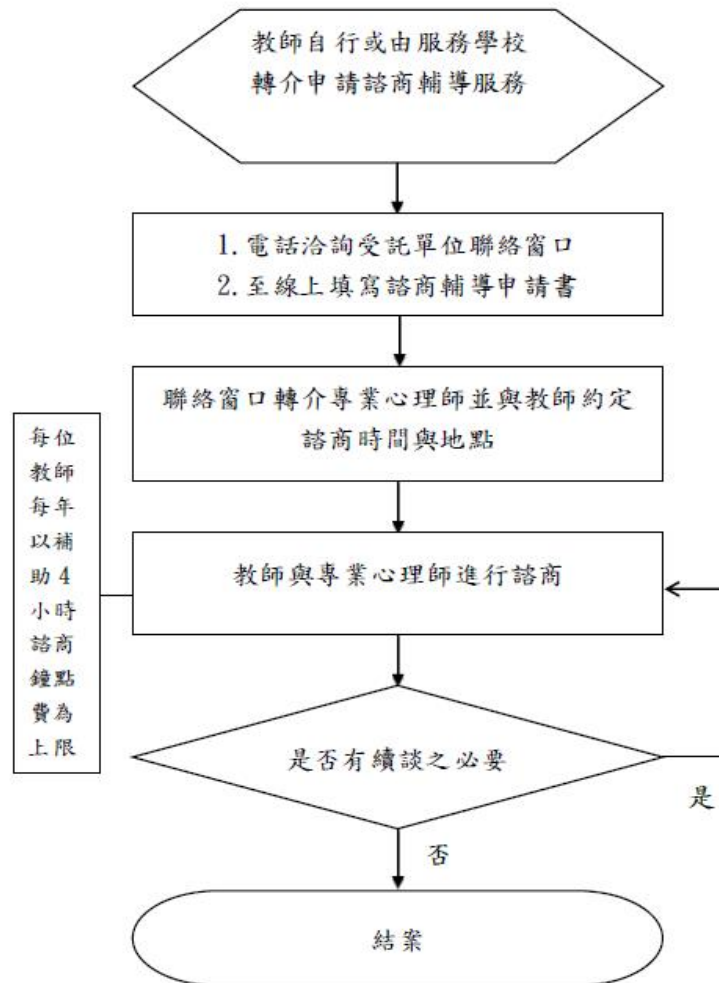 教師自行或由服務學校
轉介申請諮商輔導服務
1.電話洽詢受託單位聯絡窗口
2.至線上填寫諮商輔導申請書
聯絡窗口轉介專業心理師並與教師約定
諮商時間與地點
每位
教師
每年
以補
助4
小時
諮商
鐘點
費為
上限
教師與專業心理師進行諮商
是否有續談之必要
是
否
結案